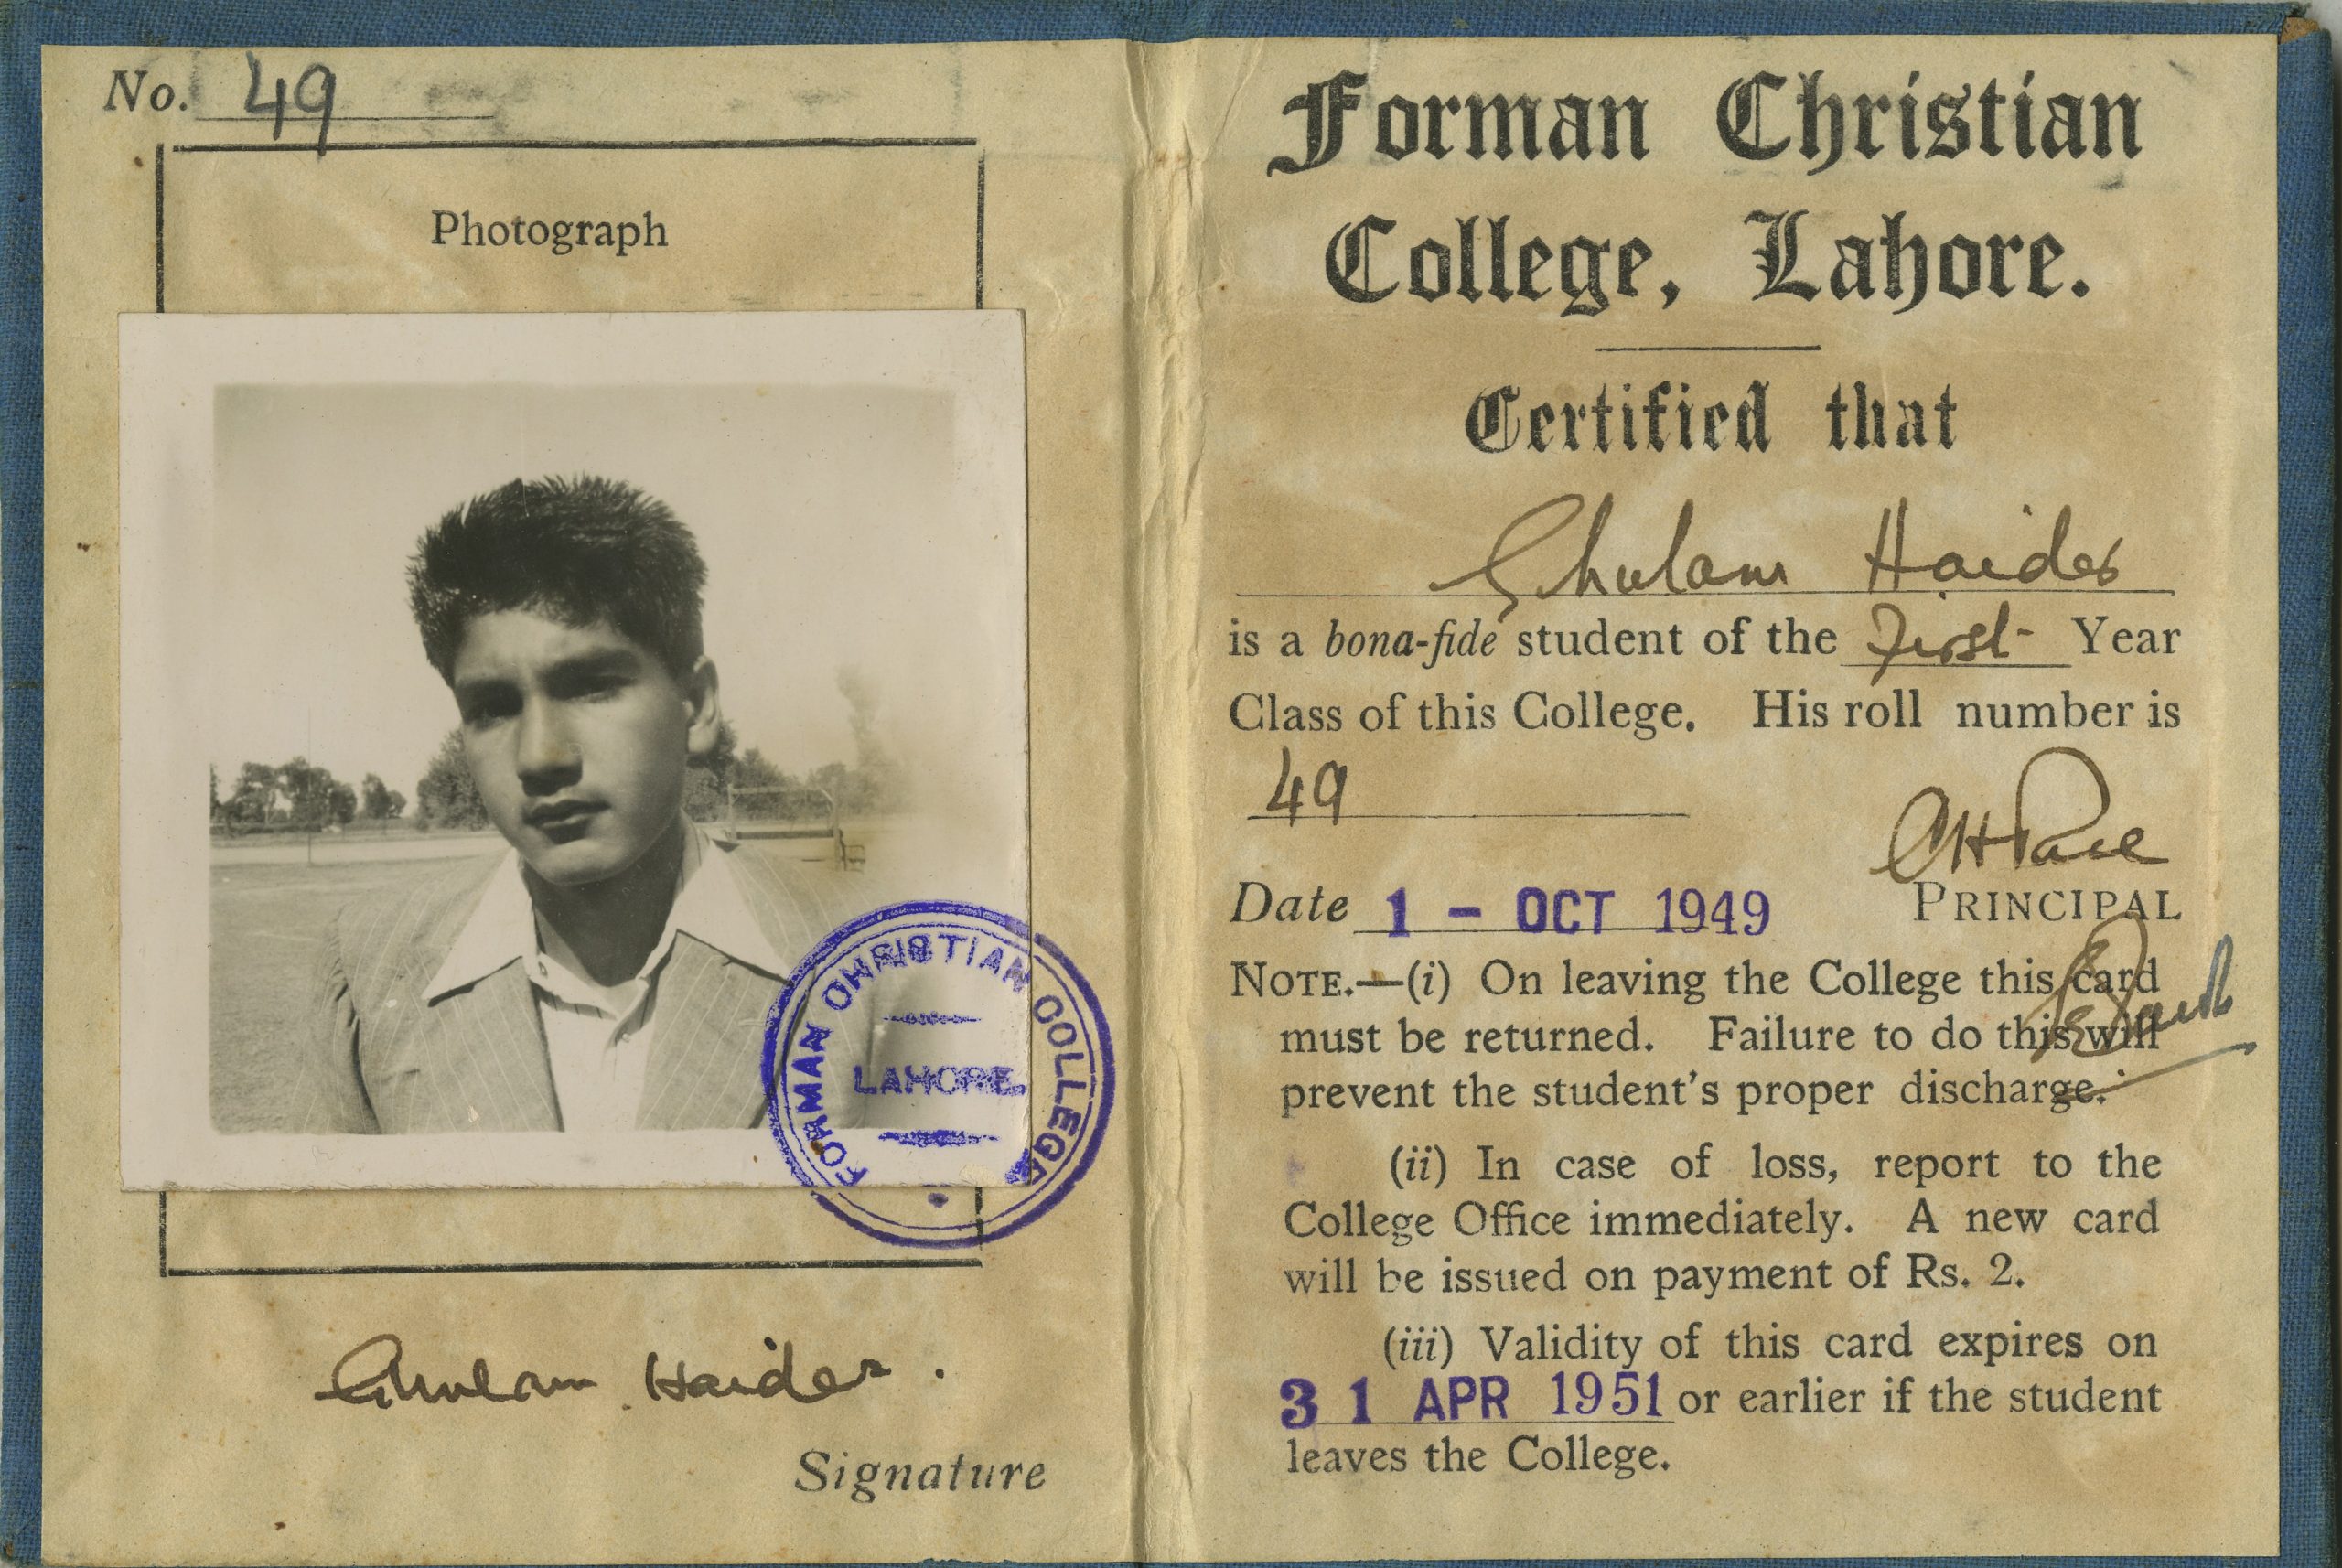 No. 49
Photograph
FORMAN CHRISTIAN COLLEGE
LAHORE.
Ghulam Haider.
Signature
Forman Christian
College, Lahore.
Certified that
Ghulam Haider
is a bona-fide student of the First Year
Class of this College. His roll number is
49
Date 1 - OCT 1949
PRINCIPAL
NOTE.—(i) On leaving the College this card
must be returned. Failure to do this will
prevent the student's proper discharge.
(ii) In case of loss, report to the
College Office immediately. A new card
will be issued on payment of Rs. 2.
(iii) Validity of this card expires on
31 APR 1951 or earlier if the student
leaves the College.